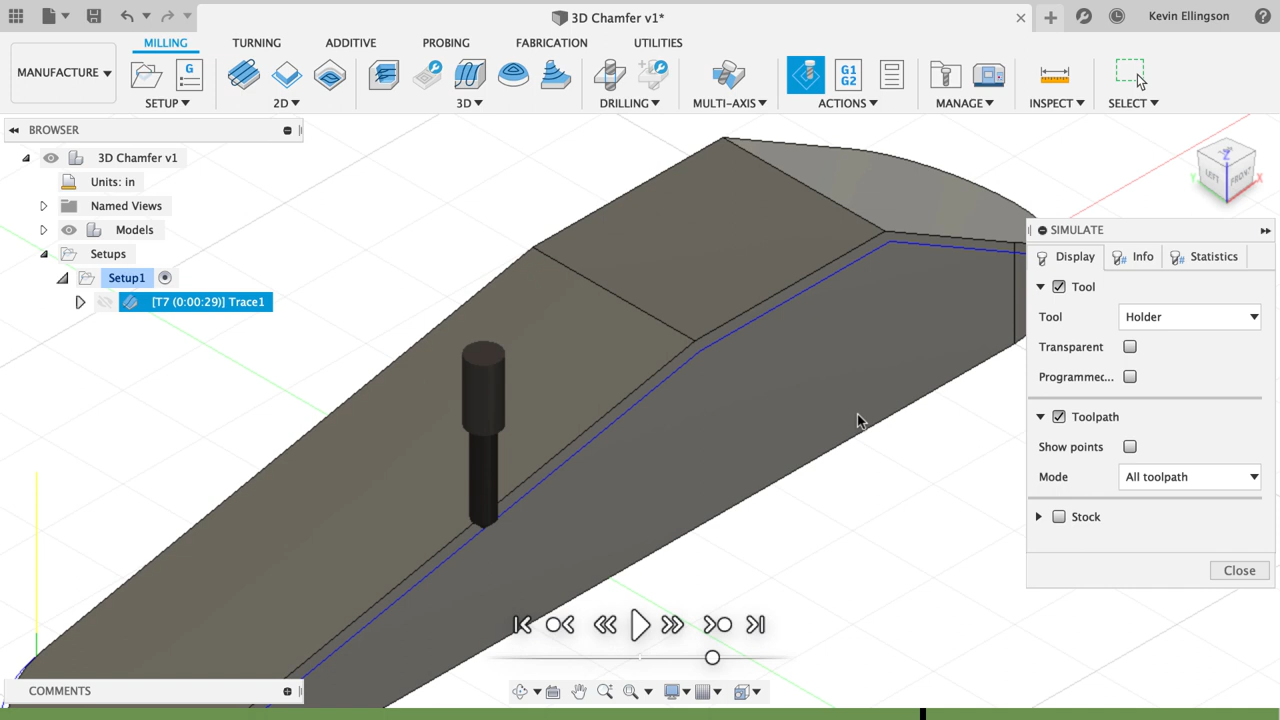 3D Chamfer v1*
Kevin Ellingson
MANUFACTURE
MILLING
TURNING
ADDITIVE
PROBING
FABRICATION
UTILITIES
G
G1
G2
SETUP
2D
3D
DRILLING
MULTI-AXIS
ACTIONS
MANAGE
INSPECT
SELECT
BROWSER
3D Chamfer v1
Units: in
Named Views
Models
Setups
Setup1
[T7 (0:00:29)] Trace1
Z
LEFT
FRONT
Y
X
SIMULATE
Display
Info
Statistics
Tool
Tool
Holder
Transparent
Programmec...
Toolpath
Show points
Mode
All toolpath
Stock
Close
COMMENTS